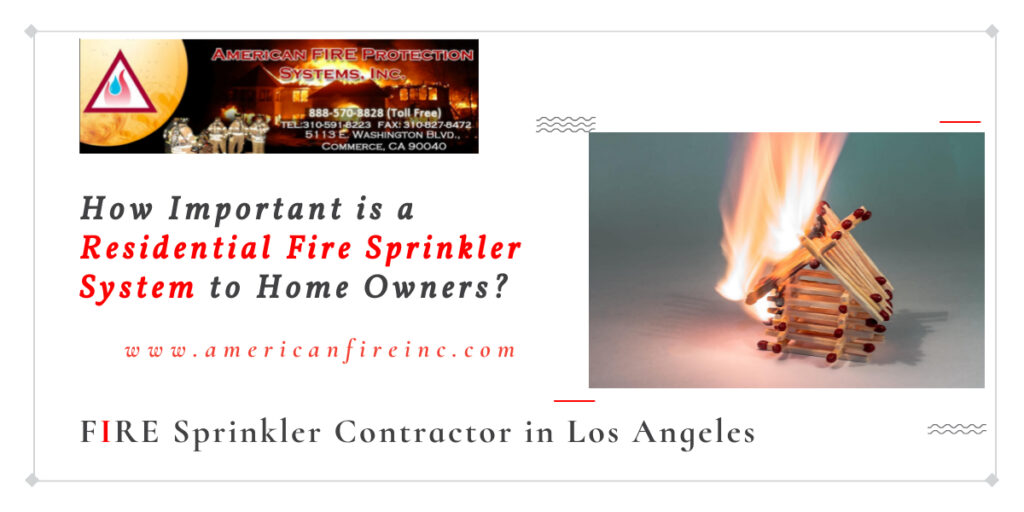 AMERICAN FIRE PROTECTION
SYSTEMS, INC.
888-570-8828 (Toll Free)
TEL:310-591-8223 FAX: 310-827-8472
5113 E. WASHINGTON BLVD.,
COMMERCE, CA 90040
How Important is a
Residential Fire Sprinkler
System to Home Owners?
www.americanfireinc.com
FIRE Sprinkler Contractor in Los Angeles